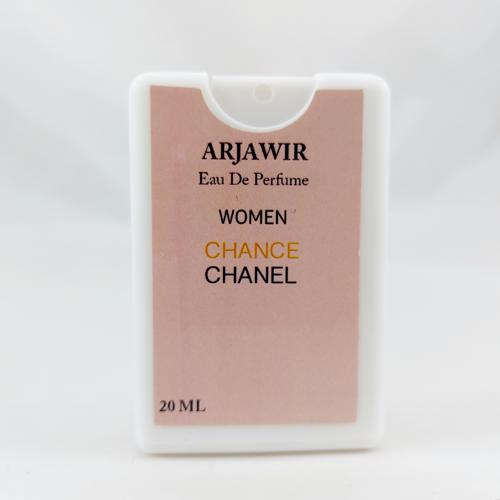 ARJAWIR
Eau De Perfume
WOMEN
CHANCE
CHANEL
20 ML